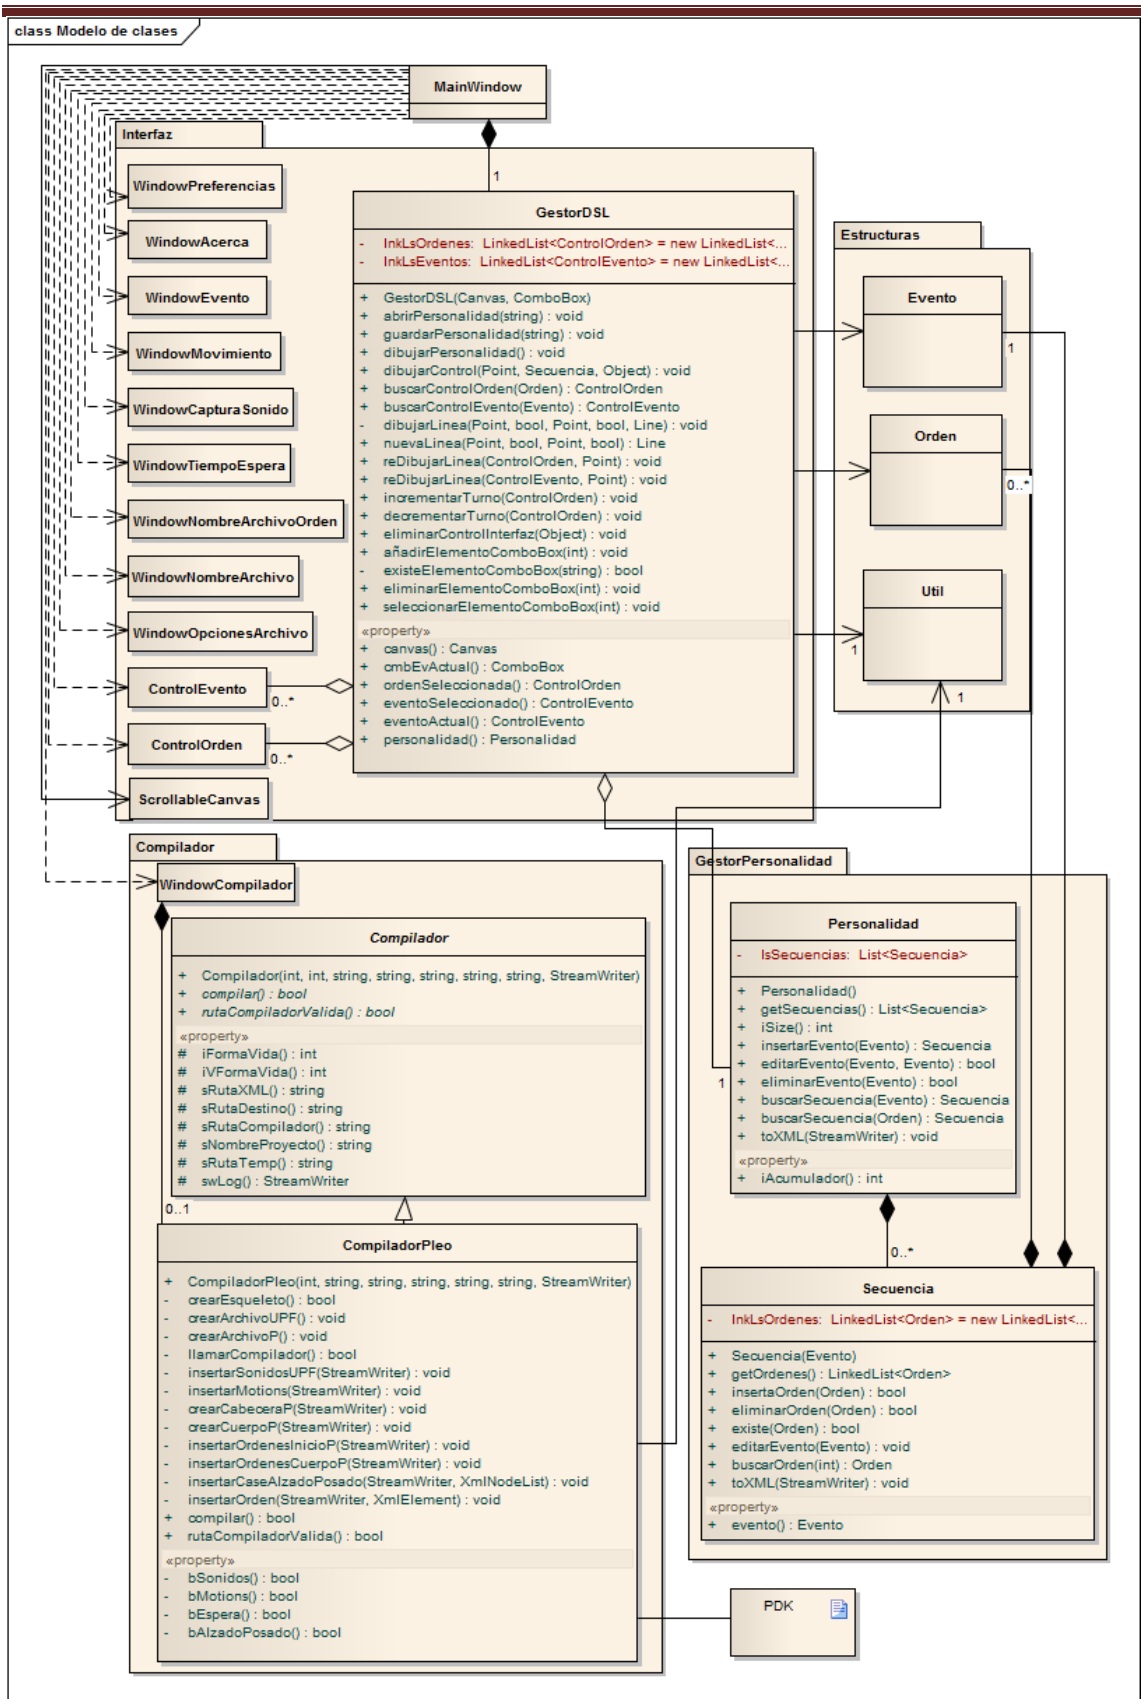 class Modelo de clases
MainWindow
Interfaz
1
WindowPreferencias
WindowAcerca
WindowEvento
WindowMovimiento
WindowCapturaSonido
WindowTiempoEspera
WindowNombreArchivoOrden
WindowNombreArchivo
WindowOpcionesArchivo
ControlEvento
0..*
ControlOrden
0..*
ScrollableCanvas
GestorDSL
- lnkLsOrdenes: LinkedList<ControlOrden> = new LinkedList<...
- lnkLsEventos: LinkedList<ControlEvento> = new LinkedList<...
+ GestorDSL(Canvas, ComboBox)
+ abrirPersonalidad(string) : void
+ guardarPersonalidad(string) : void
+ dibujarPersonalidad() : void
+ dibujarControl(Point, Secuencia, Object) : void
+ buscarControlOrden(Orden) : ControlOrden
+ buscarControlEvento(Evento) : ControlEvento
- dibujarLinea(Point, bool, Point, bool, Line) : void
+ nuevaLinea(Point, bool, Point, bool) : Line
+ reDibujarLinea(ControlOrden, Point) : void
+ reDibujarLinea(ControlEvento, Point) : void
+ incrementarTurno(ControlOrden) : void
+ decrementarTurno(ControlOrden) : void
+ eliminarControlInterfaz(Object) : void
+ añadirElementoComboBox(int) : void
- existeElementoComboBox(string) : bool
+ eliminarElementoComboBox(int) : void
+ seleccionarElementoComboBox(int) : void
«property»
+ canvas() : Canvas
+ cmbEvActual() : ComboBox
+ ordenSeleccionada() : ControlOrden
+ eventoSeleccionado() : ControlEvento
+ eventoActual() : ControlEvento
+ personalidad() : Personalidad
Estructuras
Evento
1
Orden
0..*
Util
1
1
Compilador
WindowCompilador
Compilador
+ Compilador(int, int, string, string, string, string, string, StreamWriter)
+ compilar() : bool
+ rutaCompiladorValida() : bool
«property»
# iFormaVida() : int
# iVFormaVida() : int
# sRutaXML() : string
# sRutaDestino() : string
# sRutaCompilador() : string
# sNombreProyecto() : string
# sRutaTemp() : string
# swLog() : StreamWriter
0..1
CompiladorPleo
+ CompiladorPleo(int, string, string, string, string, string, StreamWriter)
- crearEsqueleto() : bool
- crearArchivoUPF() : void
- crearArchivoP() : void
- llamarCompilador() : bool
- insertarSonidosUPF(StreamWriter) : void
- insertarMotions(StreamWriter) : void
- crearCabeceraP(StreamWriter) : void
- crearCuerpoP(StreamWriter) : void
- insertarOrdenesInicioP(StreamWriter) : void
- insertarOrdenesCuerpoP(StreamWriter) : void
- insertarCaseAlzadoPosado(StreamWriter, XmlNodeList) : void
- insertarOrden(StreamWriter, XmlElement) : void
+ compilar() : bool
+ rutaCompiladorValida() : bool
«property»
- bSonidos() : bool
- bMotions() : bool
- bEspera() : bool
- bAlzadoPosado() : bool
GestorPersonalidad
Personalidad
- lsSecuencias: List<Secuencia>
+ Personalidad()
+ getSecuencias() : List<Secuencia>
+ iSize() : int
+ insertarEvento(Evento) : Secuencia
+ editarEvento(Evento, Evento) : bool
+ eliminarEvento(Evento) : bool
+ buscarSecuencia(Evento) : Secuencia
+ buscarSecuencia(Orden) : Secuencia
+ toXML(StreamWriter) : void
«property»
+ iAcumulador() : int
1
0..*
Secuencia
- lnkLsOrdenes: LinkedList<Orden> = new LinkedList<...
+ Secuencia(Evento)
+ getOrdenes() : LinkedList<Orden>
+ insertaOrden(Orden) : bool
+ eliminarOrden(Orden) : bool
+ existe(Orden) : bool
+ editarEvento(Evento) : void
+ buscarOrden(int) : Orden
+ toXML(StreamWriter) : void
«property»
+ evento() : Evento
PDK